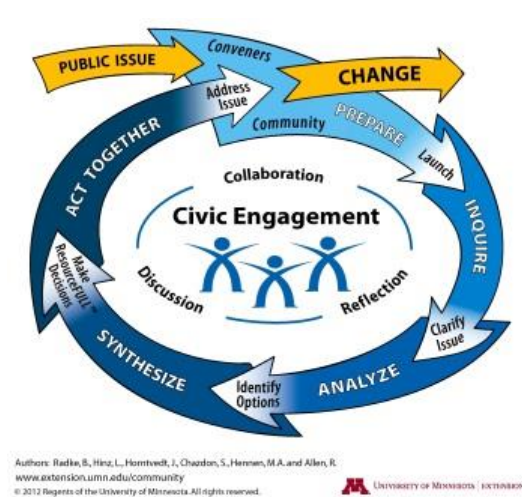 PUBLIC ISSUE
Conveners
CHANGE
Address
Issue
Community
PREPARE
Launch
INQUIRE
Clarify
Issue
ANALYZE
Identify
Options
SYNTHESIZE
Make
ResourceFULL™
Decisions
ACT TOGETHER
Collaboration
Civic Engagement
Discussion
Reflection
Authors: Radke, B., Hinz, L., Horntvedt, J., Chazdon, S., Hennen, M.A. and Allen, R.
www.extension.umn.edu/community
© 2012 Regents of the University of Minnesota. All rights reserved.
M UNIVERSITY OF MINNESOTA | EXTENSION